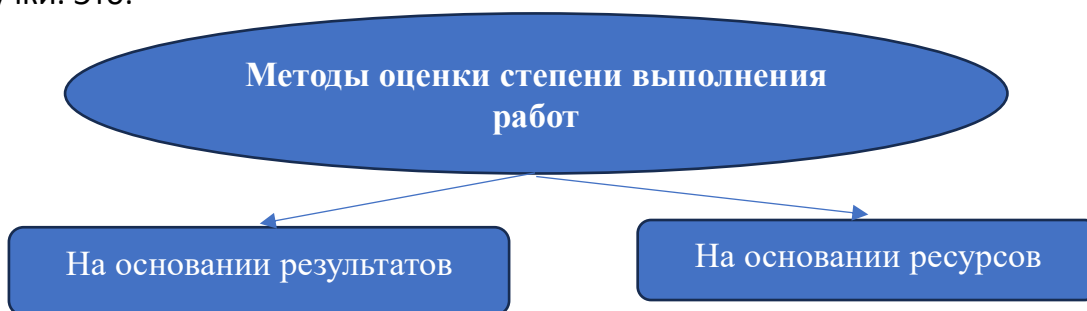 Методы оценки степени выполнения
работ
На основании результатов
На основании ресурсов